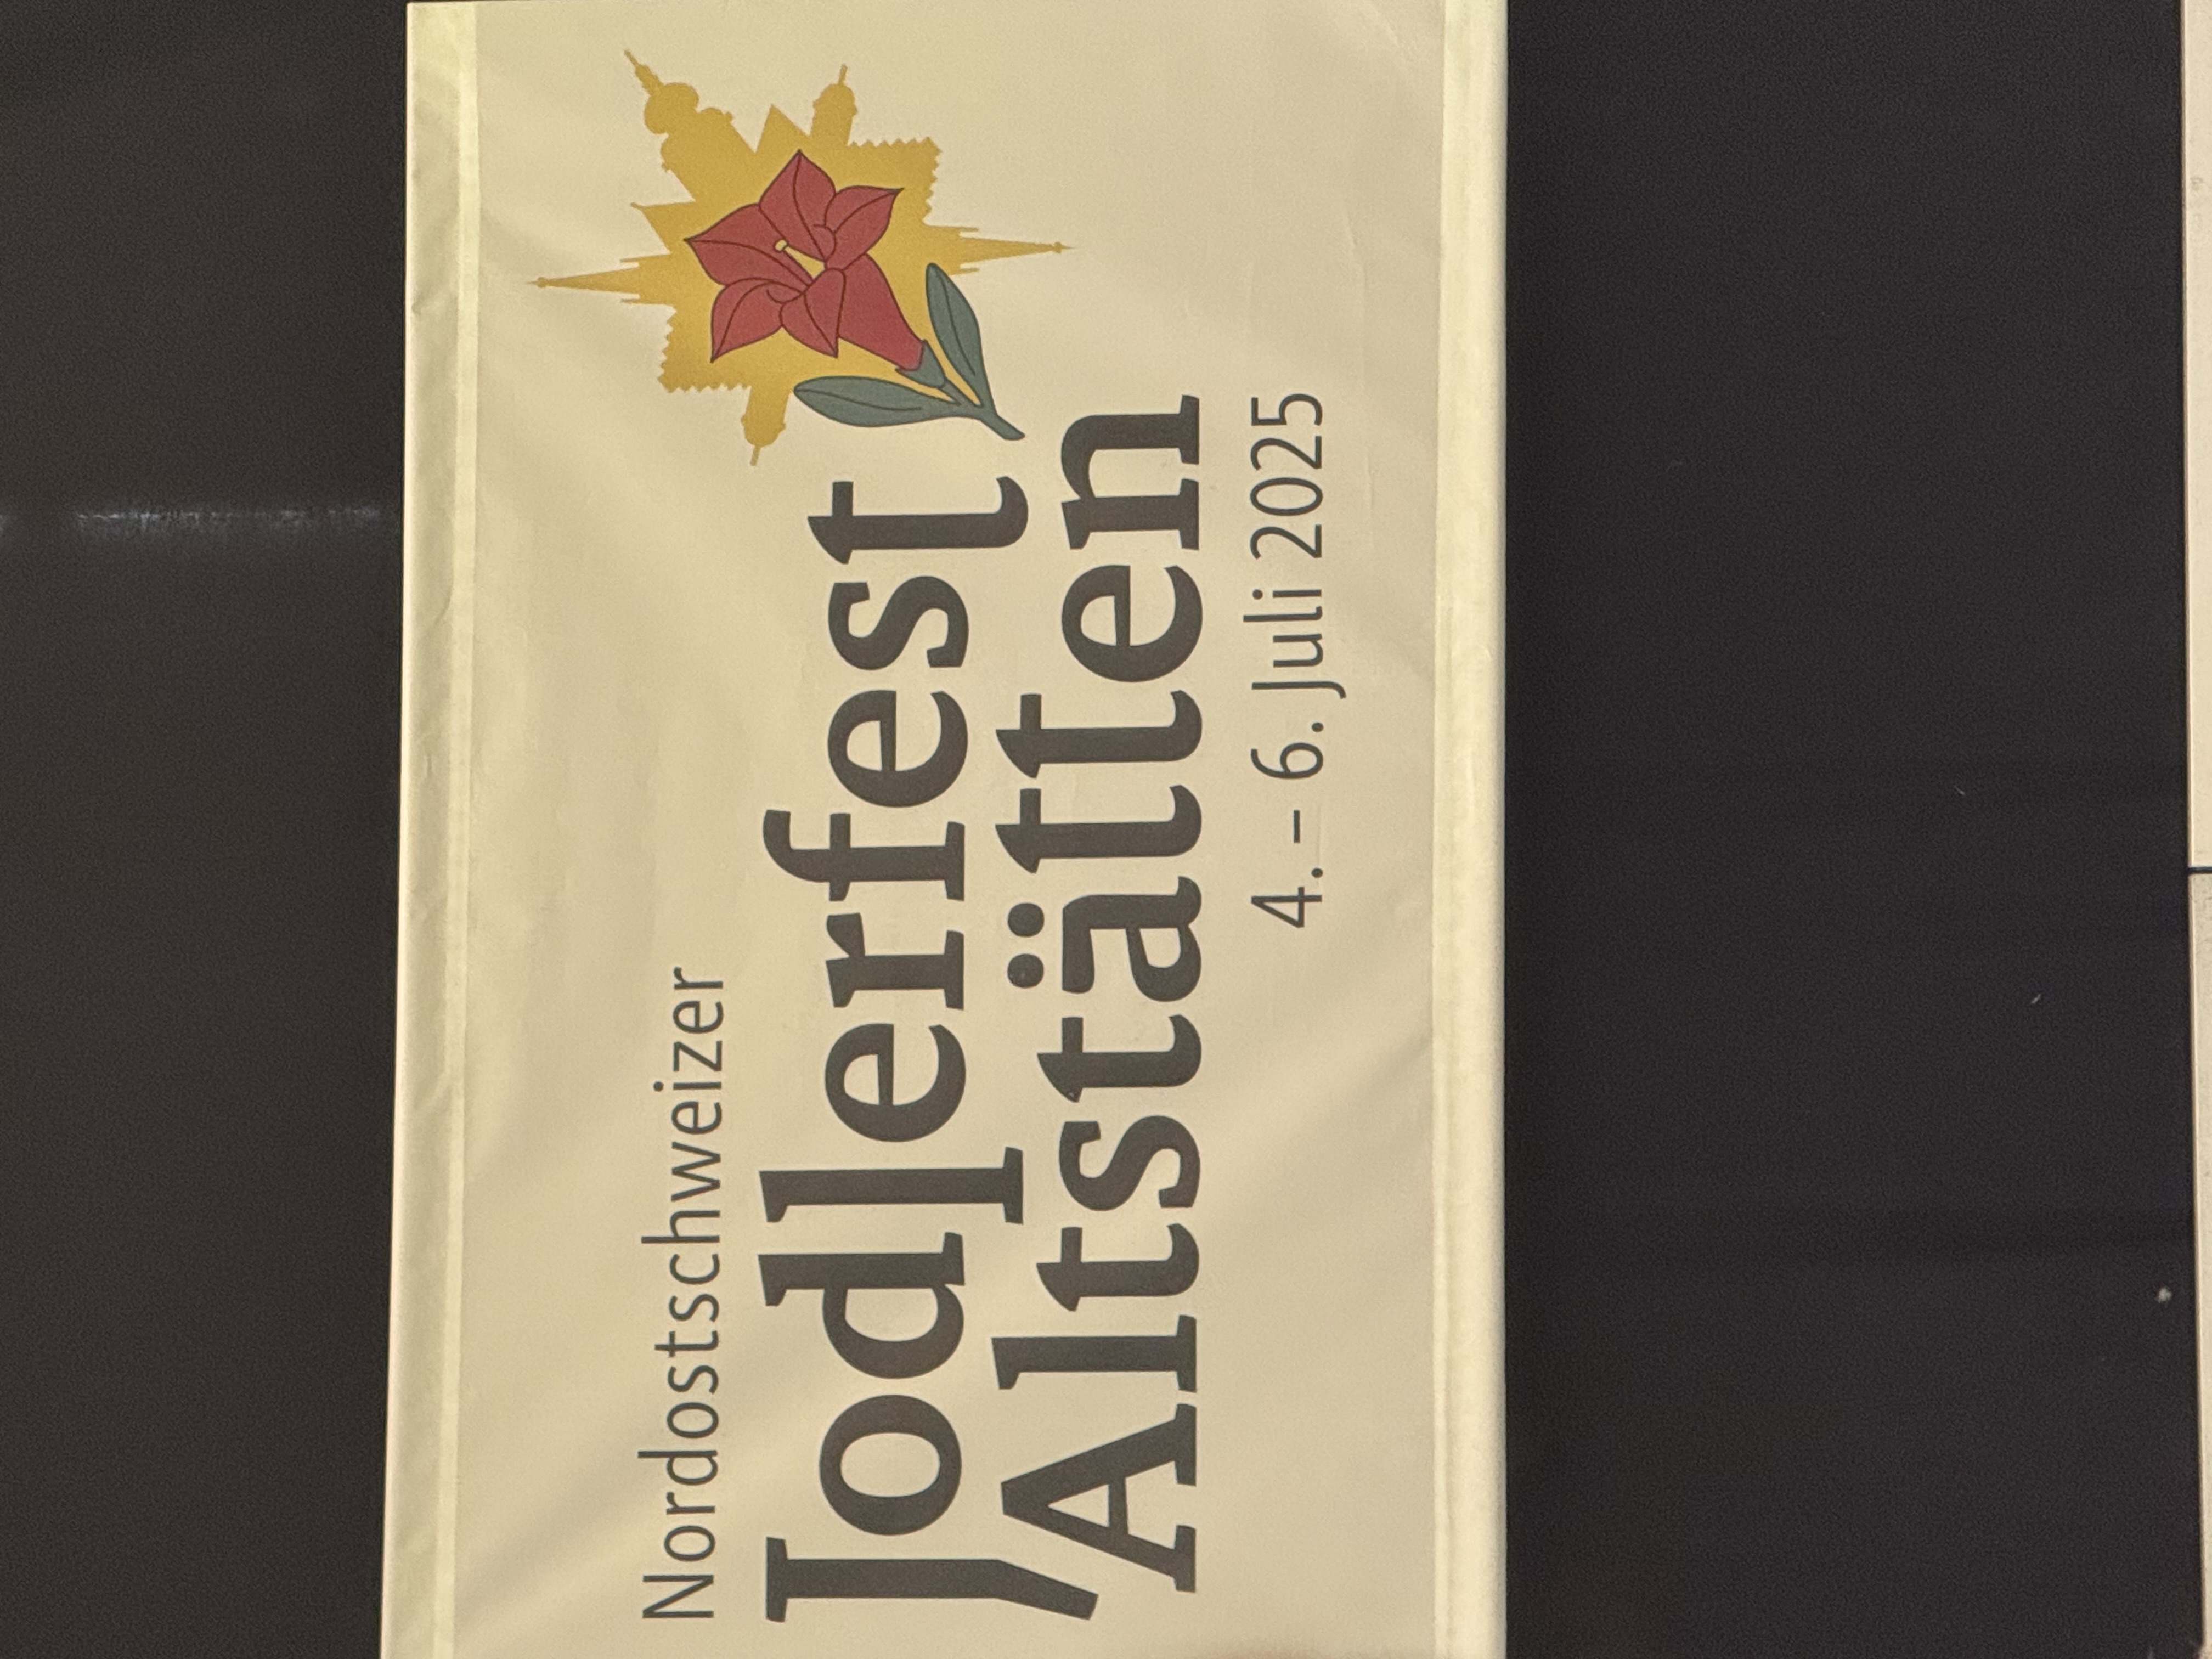 Nordostschweizer
Jodlerfest
Altstätten
4. – 6. Juli 2025